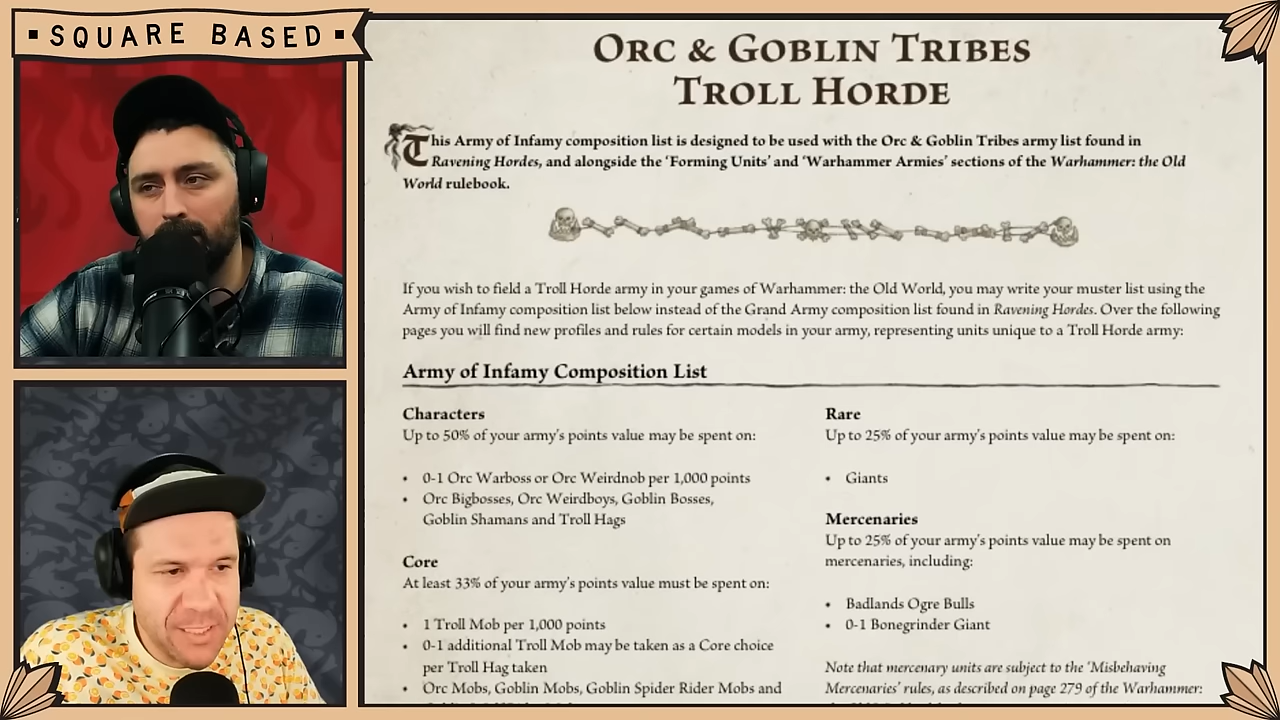 SQUARE BASED
ORC & GOBLIN TRIBES
TROLL HORDE
This Army of Infamy composition list is designed to be used with the Orc & Goblin Tribes army list found in
Ravening Hordes, and alongside the ‘Forming Units’ and ‘Warhammer Armies’ sections of the Warhammer: the Old
World rulebook.
If you wish to field a Troll Horde army in your games of Warhammer: the Old World, you may write your muster list using the
Army of Infamy composition list below instead of the Grand Army composition list found in Ravening Hordes. Over the following
pages you will find new profiles and rules for certain models in your army, representing units unique to a Troll Horde army:
Army of Infamy Composition List
Characters
Up to 50% of your army’s points value may be spent on:
• 0-1 Orc Warboss or Orc Weirdnob per 1,000 points
• Orc Bigbosses, Orc Weirdboys, Goblin Bosses,
Goblin Shamans and Troll Hags
Core
At least 33% of your army’s points value must be spent on:
• 1 Troll Mob per 1,000 points
• 0-1 additional Troll Mob may be taken as a Core choice
per Troll Hag taken
• Orc Mobs, Goblin Mobs, Goblin Spider Rider Mobs and
Rare
Up to 25% of your army’s points value may be spent on:
• Giants
Mercenaries
Up to 25% of your army’s points value may be spent on
mercenaries, including:
• Badlands Ogre Bulls
• 0-1 Bonegrinder Giant
Note that mercenary units are subject to the ‘Misbehaving
Mercenaries’ rules, as described on page 279 of the Warhammer: